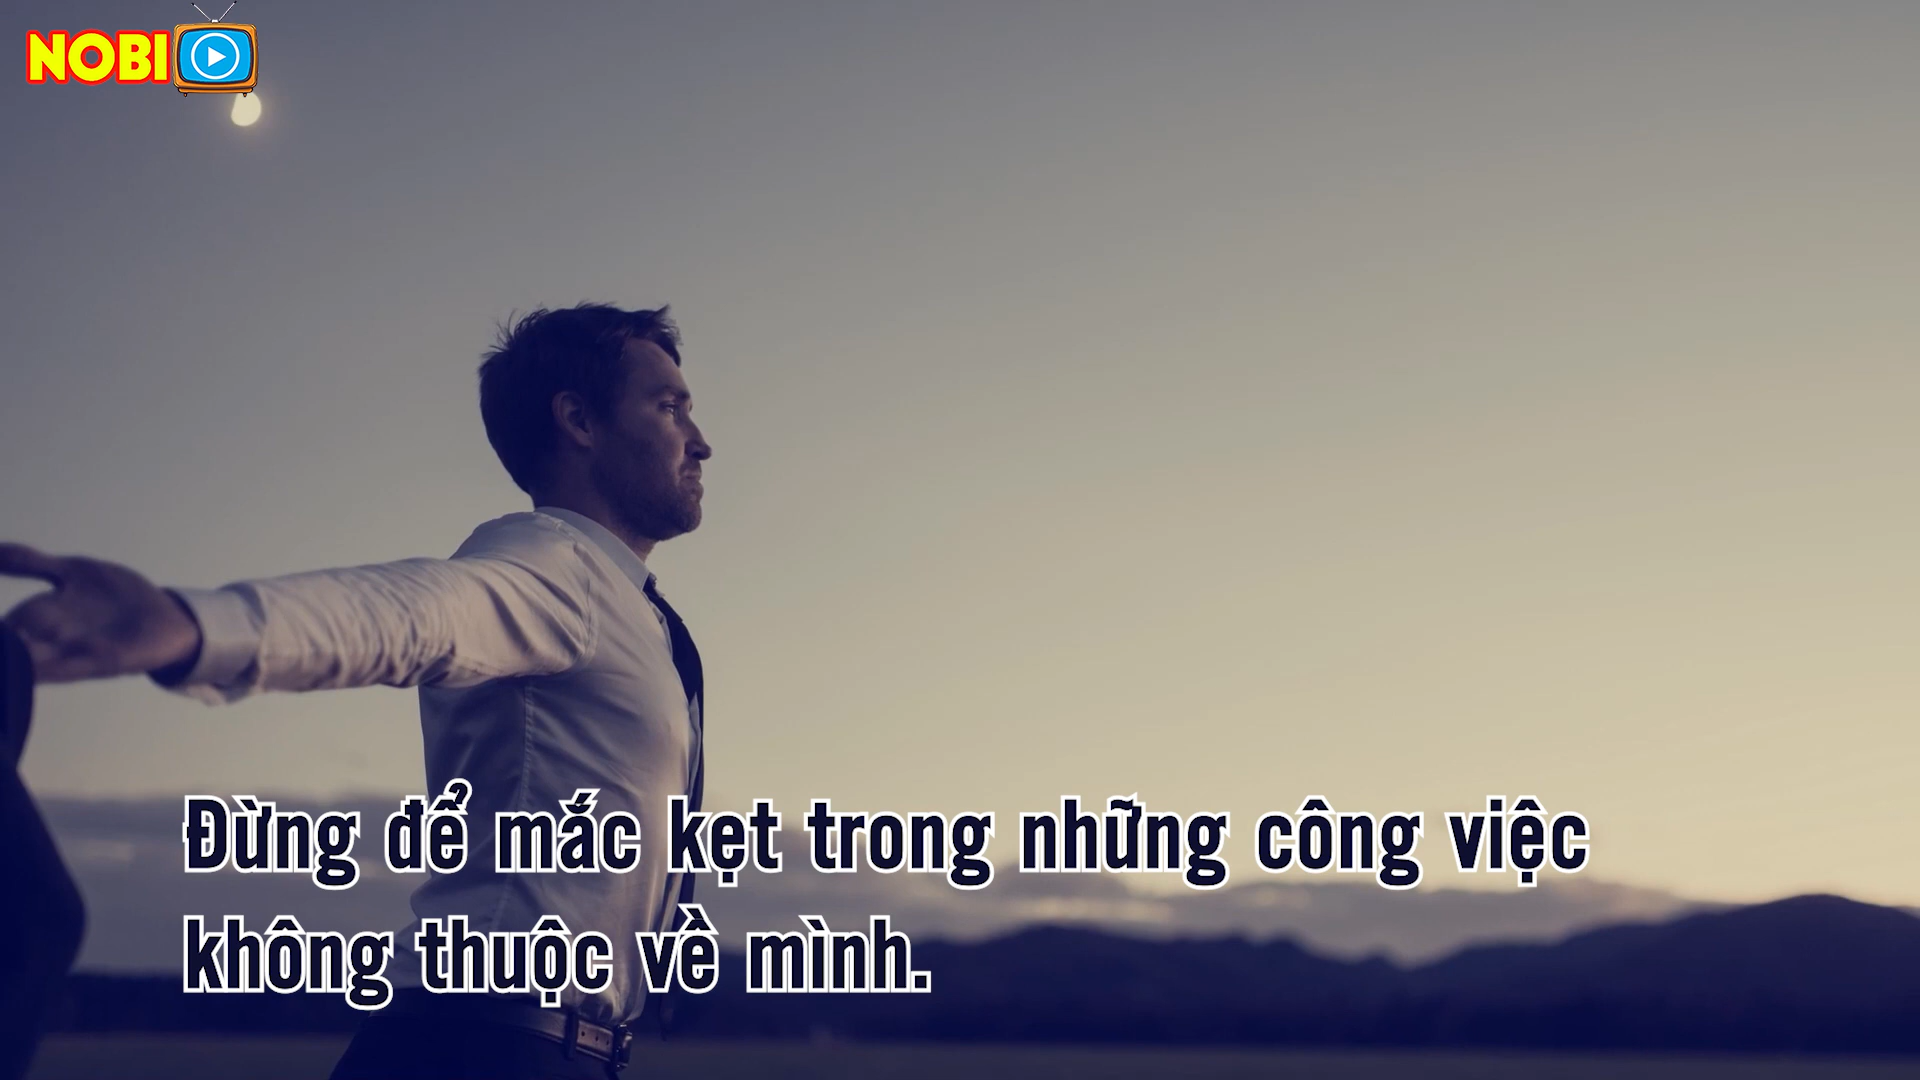 NOBI
Đừng để mắc kẹt trong những công việc
không thuộc về mình.